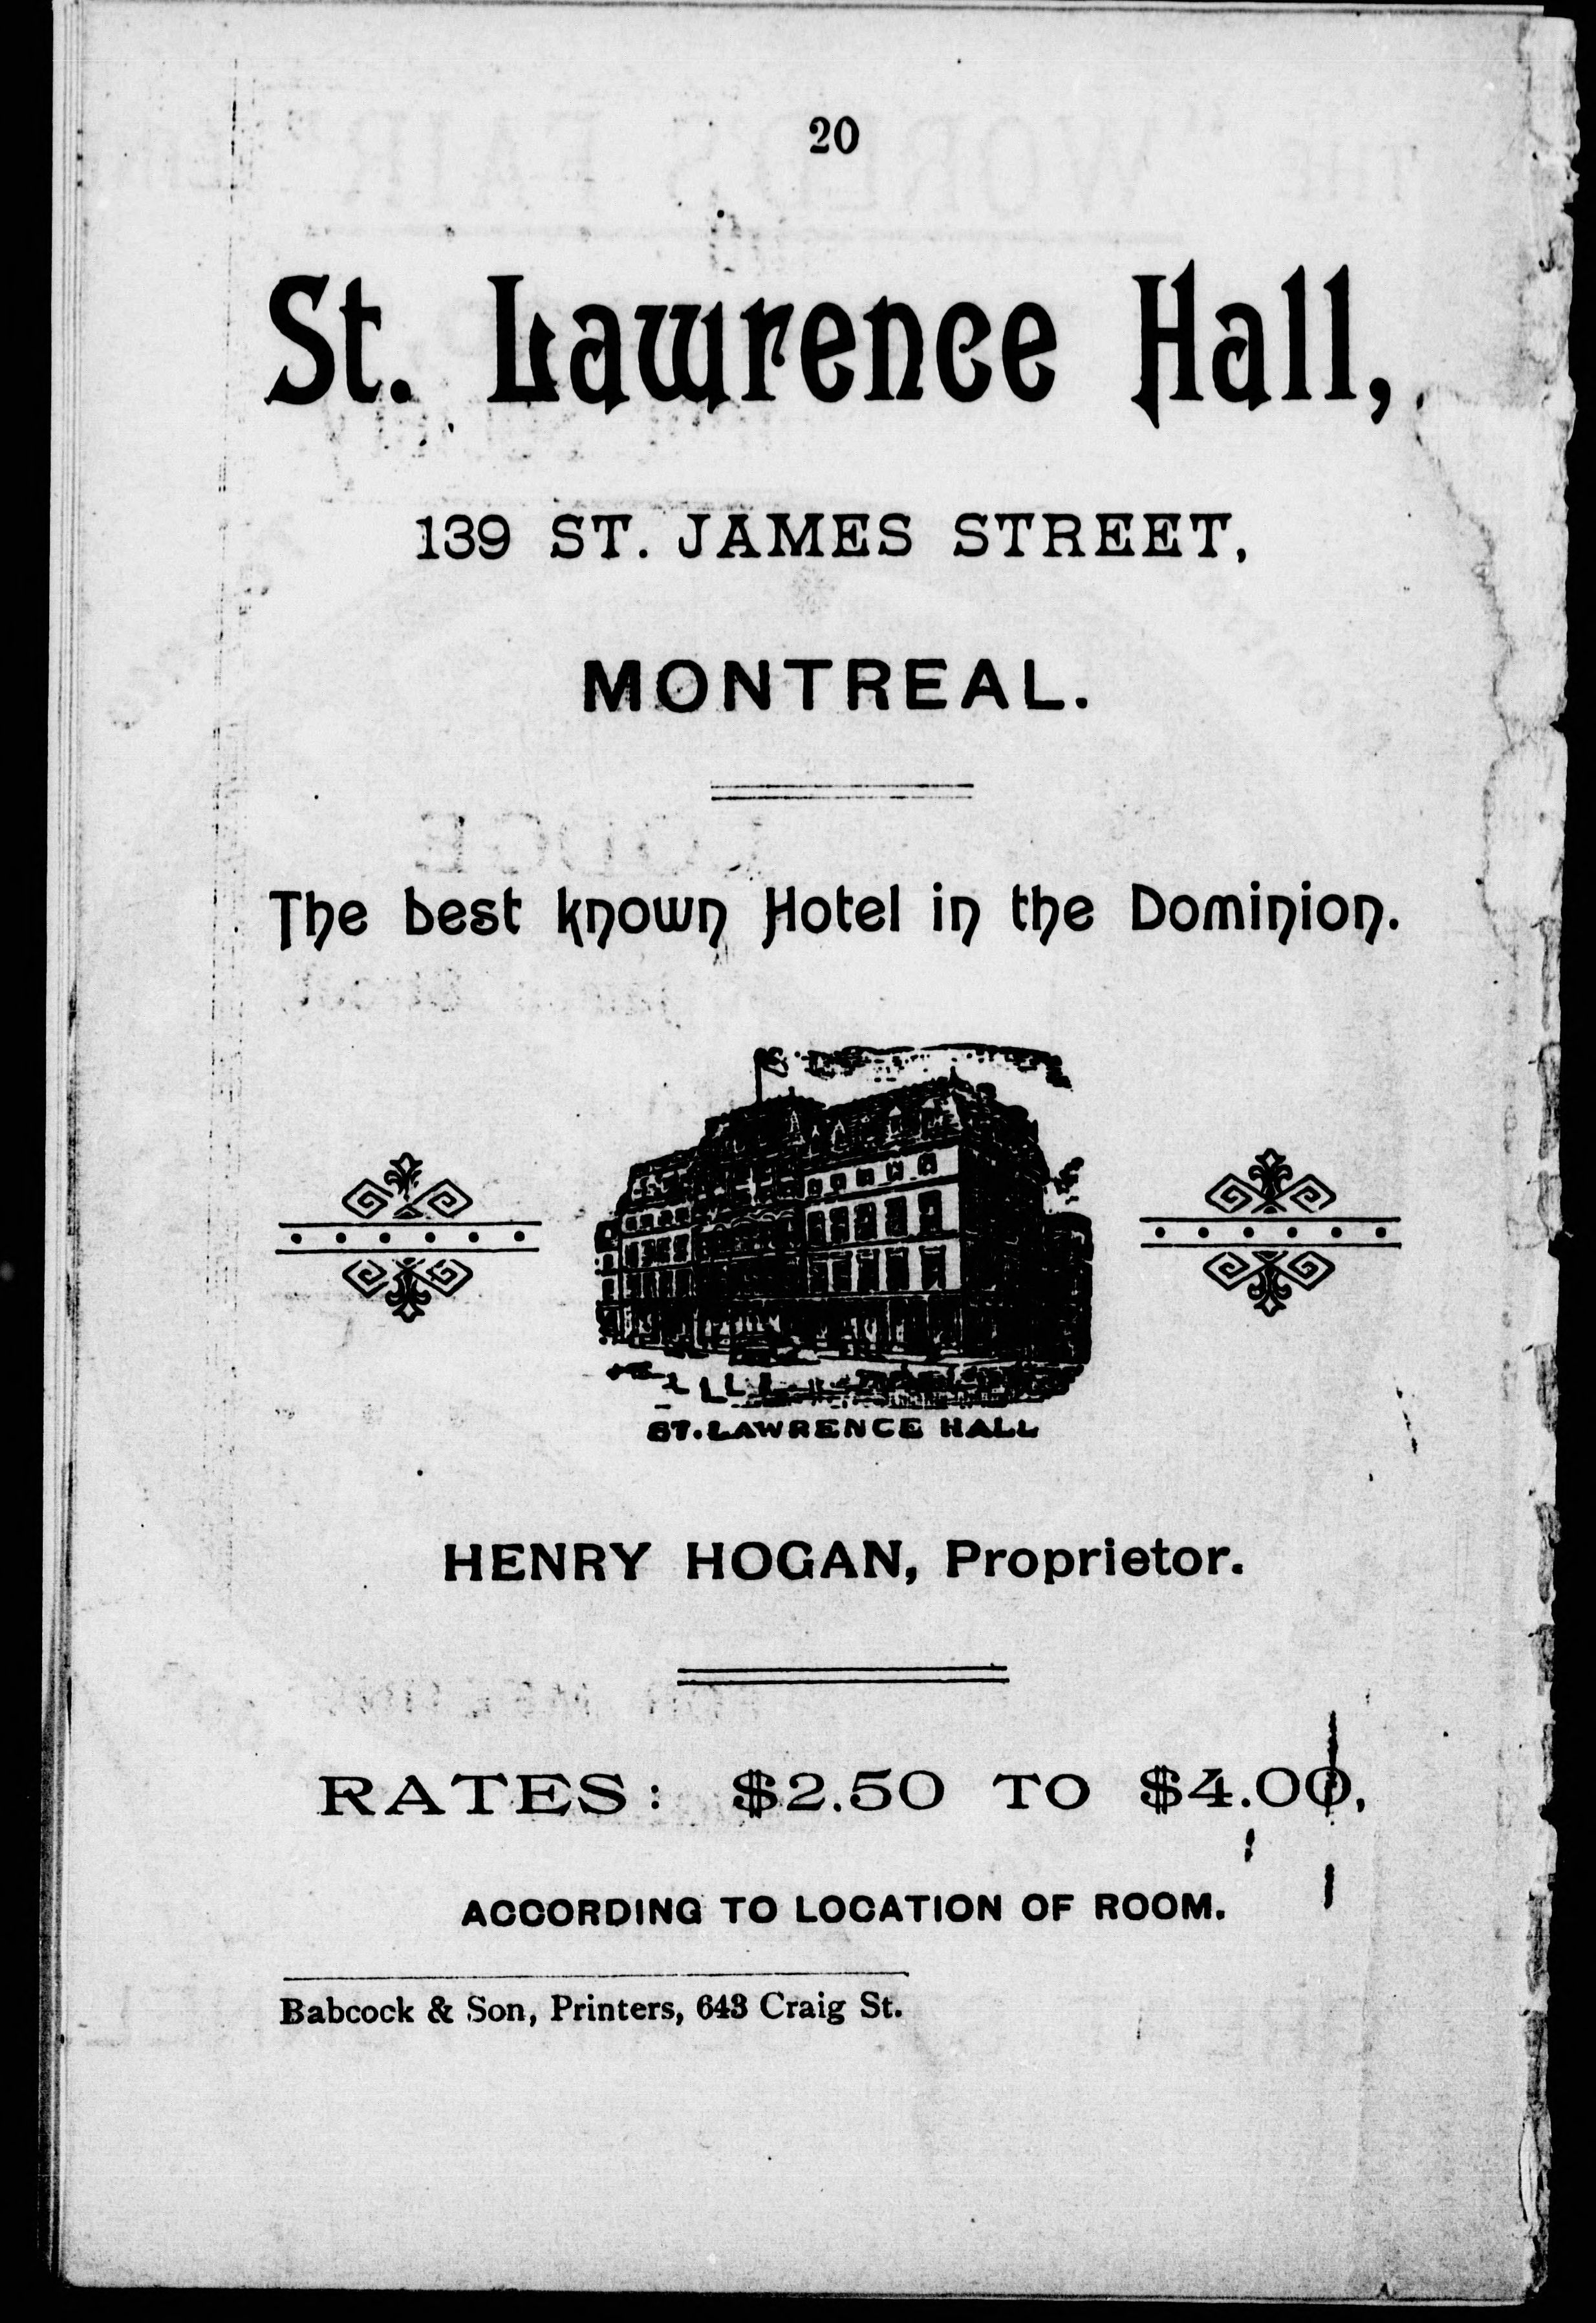 20
St. Lawrence Hall,
139 ST. JAMES STREET,
MONTREAL.
The best known Hotel in the Dominion.
ST. LAWRENCE HALL
HENRY HOGAN, Proprietor.
RATES: $2.50 TO $4.00,
ACCORDING TO LOCATION OF ROOM.
Babcock & Son, Printers, 643 Craig St.